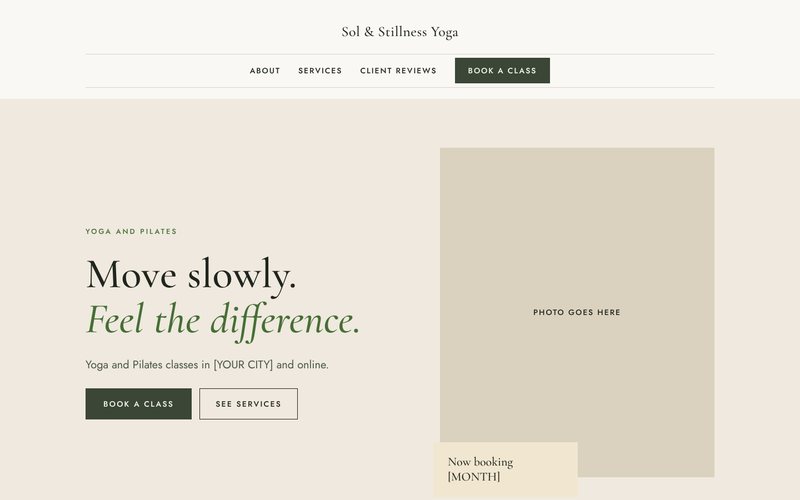 Sol & Stillness Yoga
ABOUT SERVICES CLIENT REVIEWS BOOK A CLASS
YOGA AND PILATES
Move slowly.
Feel the difference.
Yoga and Pilates classes in [YOUR CITY] and online.
BOOK A CLASS SEE SERVICES
PHOTO GOES HERE
Now booking
[MONTH]